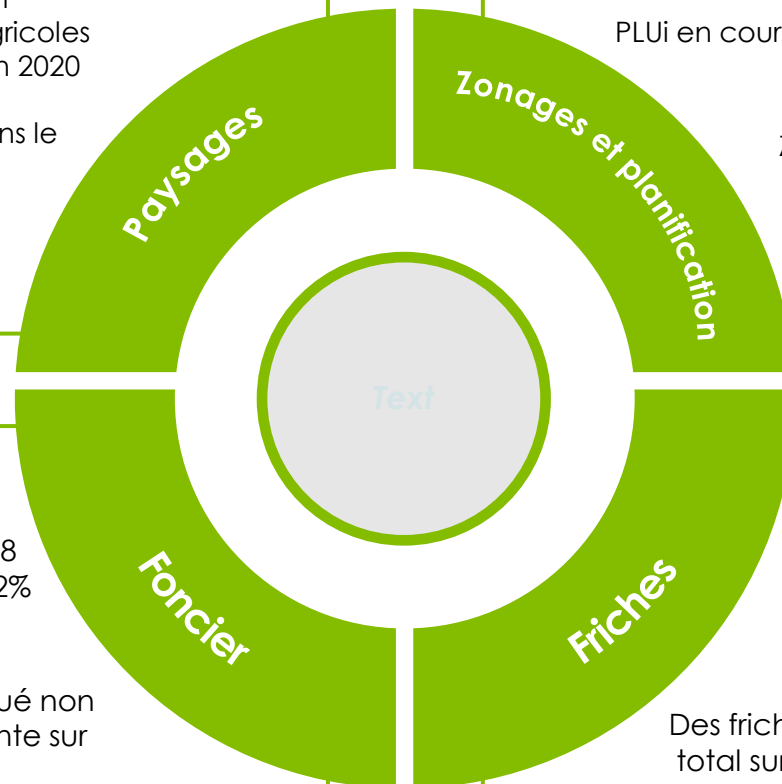 gricoles
n 2020
ns le
PLUi en cour
Paysages
Zonages et planification
Text
8
2%
Foncier
Friches
ué non
nte sur
Des frich
total sur